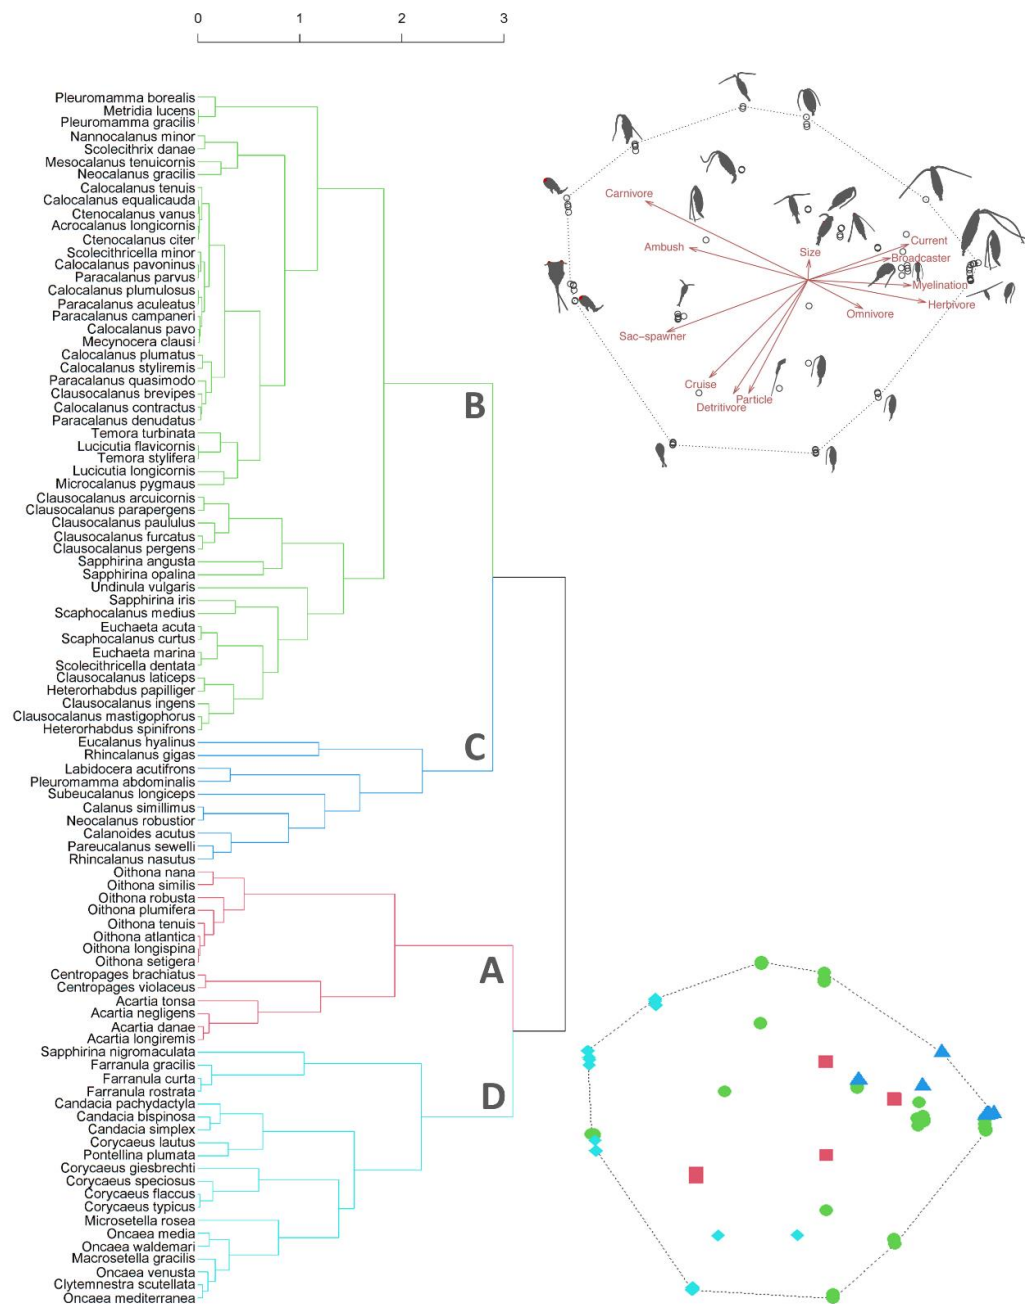 0 1 2 3
Pleuromamma borealis
Metridia lucens
Pleuromamma gracilis
Nannocalanus minor
Scolecithrix danae
Mesocalanus tenuicornis
Neocalanus gracilis
Calocalanus tenuis
Calocalanus equalicauda
Ctenocalanus vanus
Acrocalanus longicornis
Ctenocalanus citer
Scolecithricella minor
Calocalanus pavoninus
Paracalanus parvus
Calocalanus plumulosus
Paracalanus aculeatus
Paracalanus campaneri
Calocalanus pavo
Mecynocera clausi
Calocalanus plumatus
Calocalanus styliremis
Paracalanus quasimodo
Clausocalanus brevipes
Calocalanus contractus
Paracalanus denudatus
Temora turbinata
Lucicutia flavicornis
Temora stylifera
Lucicutia longicornis
Microcalanus pygmaus
Clausocalanus arcuicornis
Clausocalanus parapergens
Clausocalanus paululus
Clausocalanus furcatus
Clausocalanus pergens
Sapphirina angusta
Sapphirina opalina
Undinula vulgaris
Sapphirina iris
Scaphocalanus medius
Euchaeta acuta
Scaphocalanus curtus
Euchaeta marina
Scolecithricella dentata
Clausocalanus laticeps
Heterorhabdus papilliger
Clausocalanus ingens
Clausocalanus mastigophorus
Heterorhabdus spinifrons
Eucalanus hyalinus
Rhincalanus gigas
Labidocera acutifrons
Pleuromamma abdominalis
Subeucalanus longiceps
Calanus simillimus
Neocalanus robustior
Calanoides acutus
Pareucalanus sewelli
Rhincalanus nasutus
Oithona nana
Oithona similis
Oithona robusta
Oithona plumifera
Oithona tenuis
Oithona atlantica
Oithona longispina
Oithona setigera
Centropages brachiatus
Centropages violaceus
Acartia tonsa
Acartia negligens
Acartia danae
Acartia longiremis
Sapphirina nigromaculata
Farranula gracilis
Farranula curta
Farranula rostrata
Candacia pachydactyla
Candacia bispinosa
Candacia simplex
Corycaeus lautus
Pontellina plumata
Corycaeus giesbrechti
Corycaeus speciosus
Corycaeus flaccus
Corycaeus typicus
Microsetella rosea
Oncaea media
Oncaea waldemari
Macrosetella gracilis
Oncaea venusta
Clytemnestra scutellata
Oncaea mediterranea
B
C
A
D
Carnivore
Ambush
Size
Current
Broadcaster
Myelination
Herbivore
Omnivore
Sac-spawner
Cruise
Particle
Detritivore